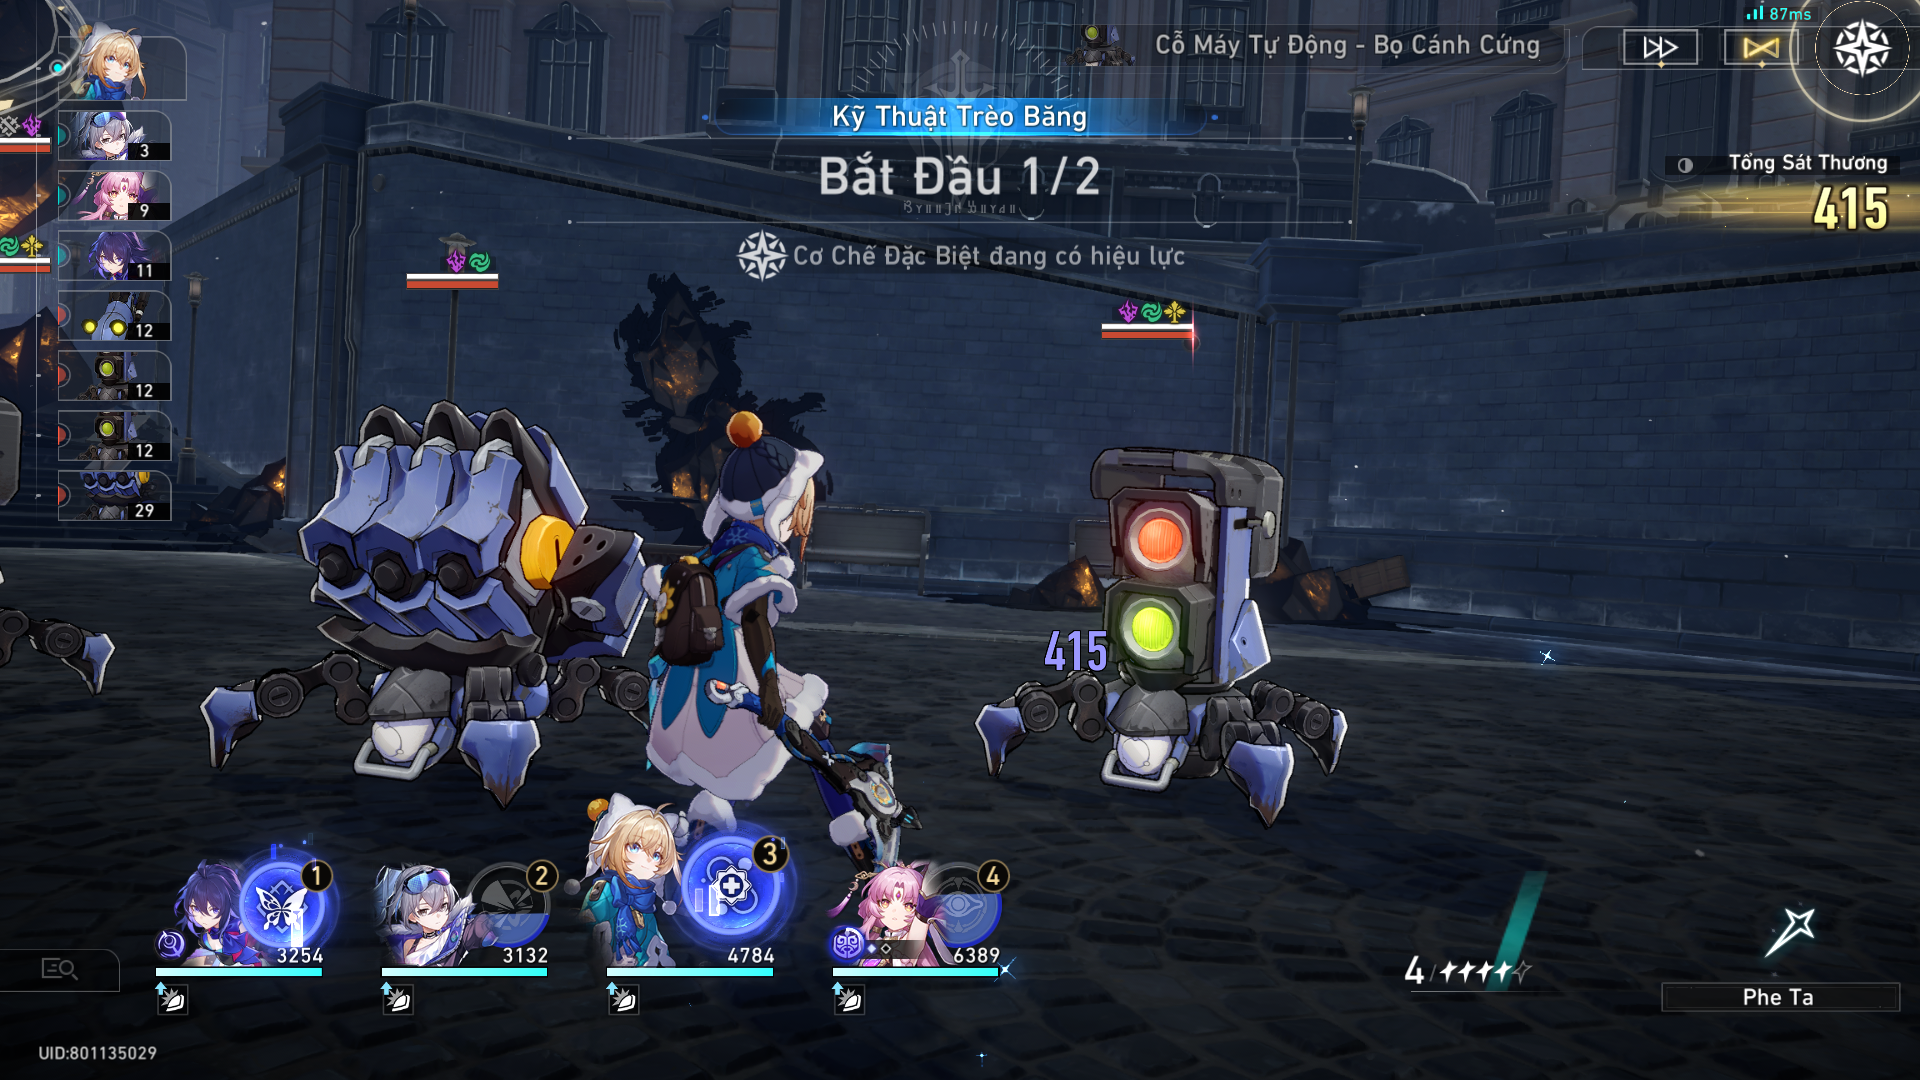 87ms
Cỗ Máy Tự Động - Bọ Cánh Cứng
Kỹ Thuật Trèo Băng
Bắt Đầu 1/2
Cơ Chế Đặc Biệt đang có hiệu lực
Tổng Sát Thương
415
3
9
11
12
12
12
29
415
1
2
3
4
3254
3132
4784
6389
4/
Phe Ta
UID:801135029